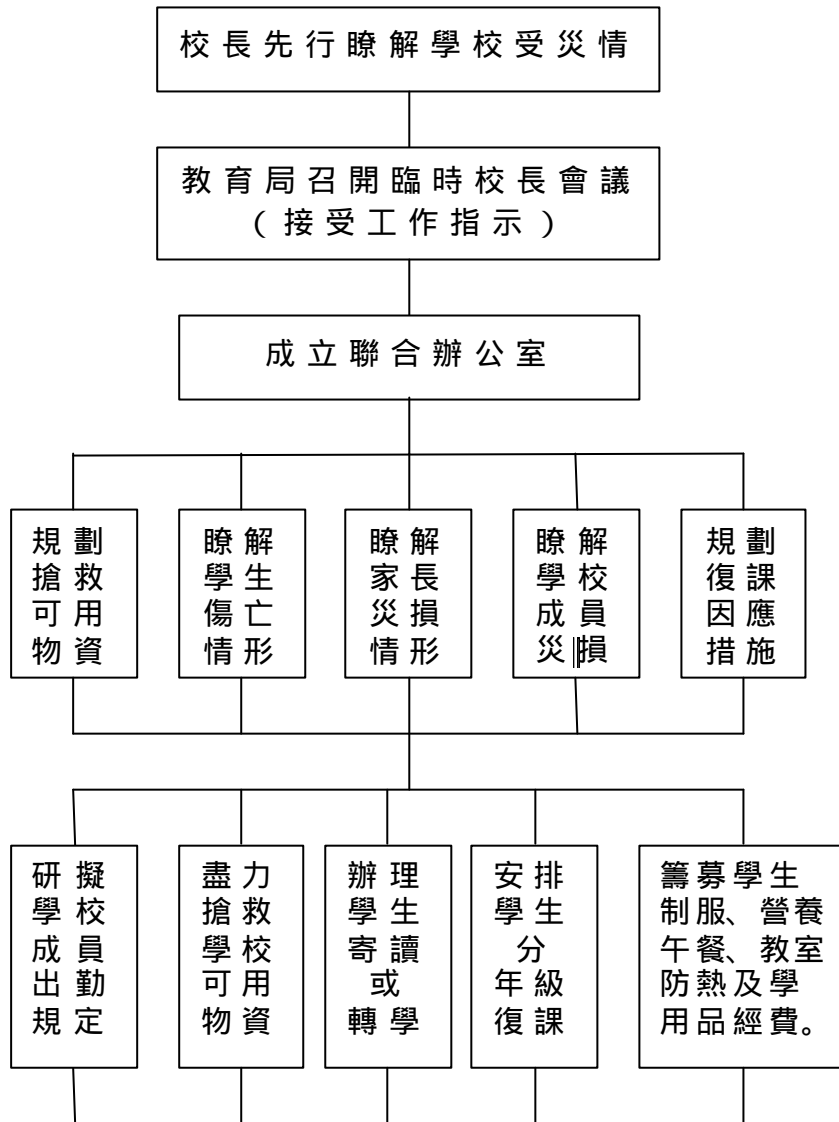 校長先行瞭解學校受災情
教育局召開臨時校長會議
(接受工作指示)
成立聯合辦公室
規劃
搶救
可用
物資
瞭解
學生
傷亡
情形
瞭解
家長
災損
情形
瞭解
學校
成員
災損
規劃
復課
因應
措施
研擬
學校
成員
出勤
規定
盡力
搶救
學校
可用
物資
辦理
學生
寄讀
或
轉學
安排
學生
分
年級
復課
籌募學生
制服、營養
午餐、教室
防熱及學
用品經費。